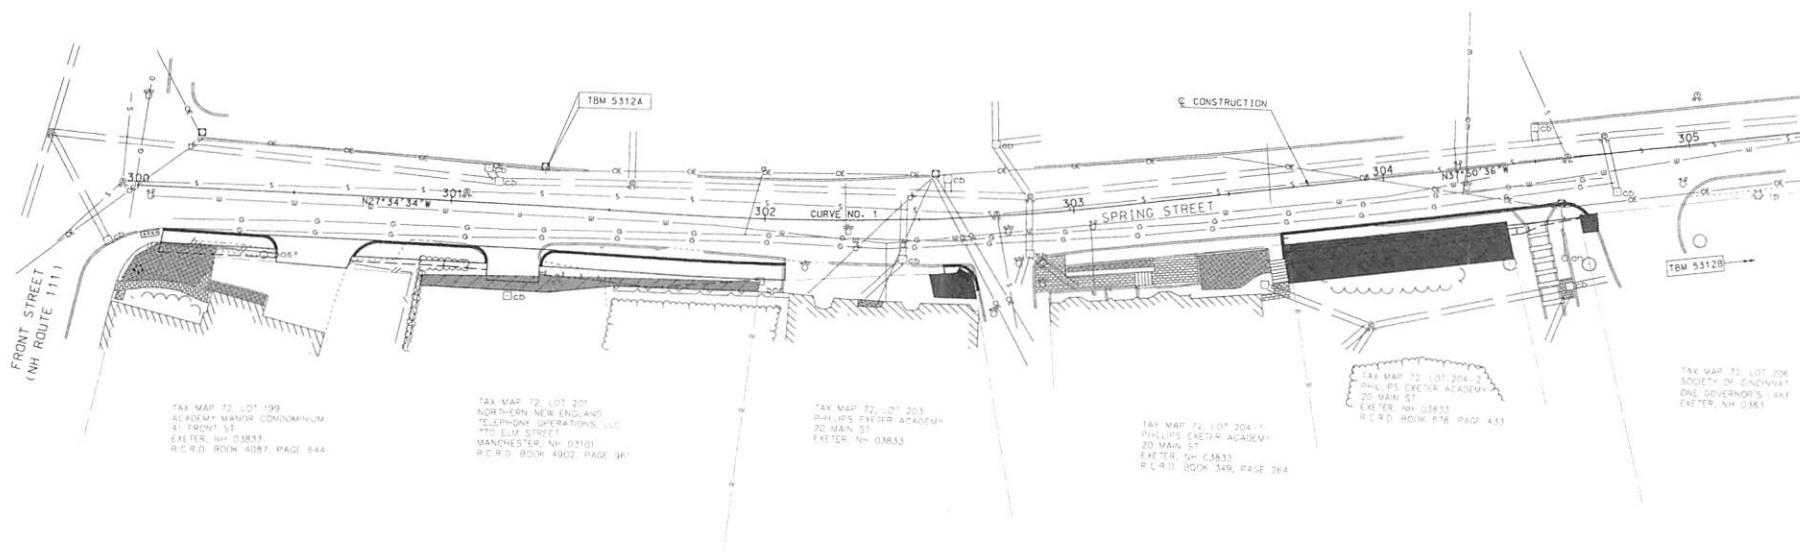 TBM 5312A
℄ CONSTRUCTION
300
301
302
303
304
305
N27°34'34"W
CURVE NO. 1
SPRING STREET
N31°50'36"W
TBM 5312B
FRONT STREET
(NH ROUTE 111)
POST
TAX MAP 72, LOT 199
ACADEMY MANOR CONDOMINIUM
41 FRONT ST
EXETER, NH 03833
R.C.R.D. BOOK 4087, PAGE 644
TAX MAP 72, LOT 201
NORTHERN NEW ENGLAND
TELEPHONE OPERATIONS, LLC
770 ELM STREET
MANCHESTER, NH 03101
R.C.R.D. BOOK 4902, PAGE
TAX MAP 72, LOT 203
PHILLIPS EXETER ACADEMY
20 MAIN ST
EXETER, NH 03833
TAX MAP 72, LOT 204-1
PHILLIPS EXETER ACADEMY
20 MAIN ST
EXETER, NH 03833
R.C.R.D. BOOK 349, PAGE 264
TAX MAP 72, LOT 204-2
PHILLIPS EXETER ACADEMY
20 MAIN ST
EXETER, NH 03833
R.C.R.D. BOOK 678 PAGE 433
TAX MAP 72, LOT 206
SOCIETY OF CINCINNAT
ONE GOVERNOR'S LANE
EXETER, NH 0383